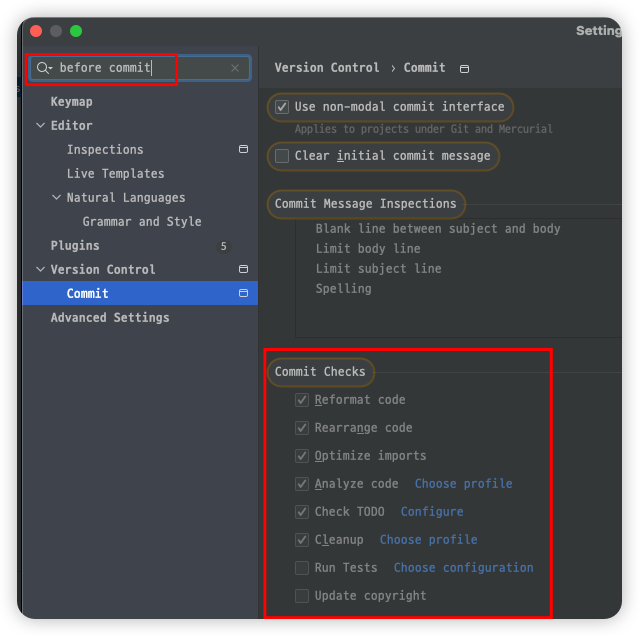 Setting
before commit
Keymap
Editor
Inspections
Live Templates
Natural Languages
Grammar and Style
Plugins 5
Version Control
Commit
Advanced Settings
Version Control › Commit
Use non-modal commit interface
Applies to projects under Git and Mercurial
Clear initial commit message
Commit Message Inspections
Blank line between subject and body
Limit body line
Limit subject line
Spelling
Commit Checks
Reformat code
Rearrange code
Optimize imports
Analyze code Choose profile
Check TODO Configure
Cleanup Choose profile
Run Tests Choose configuration
Update copyright